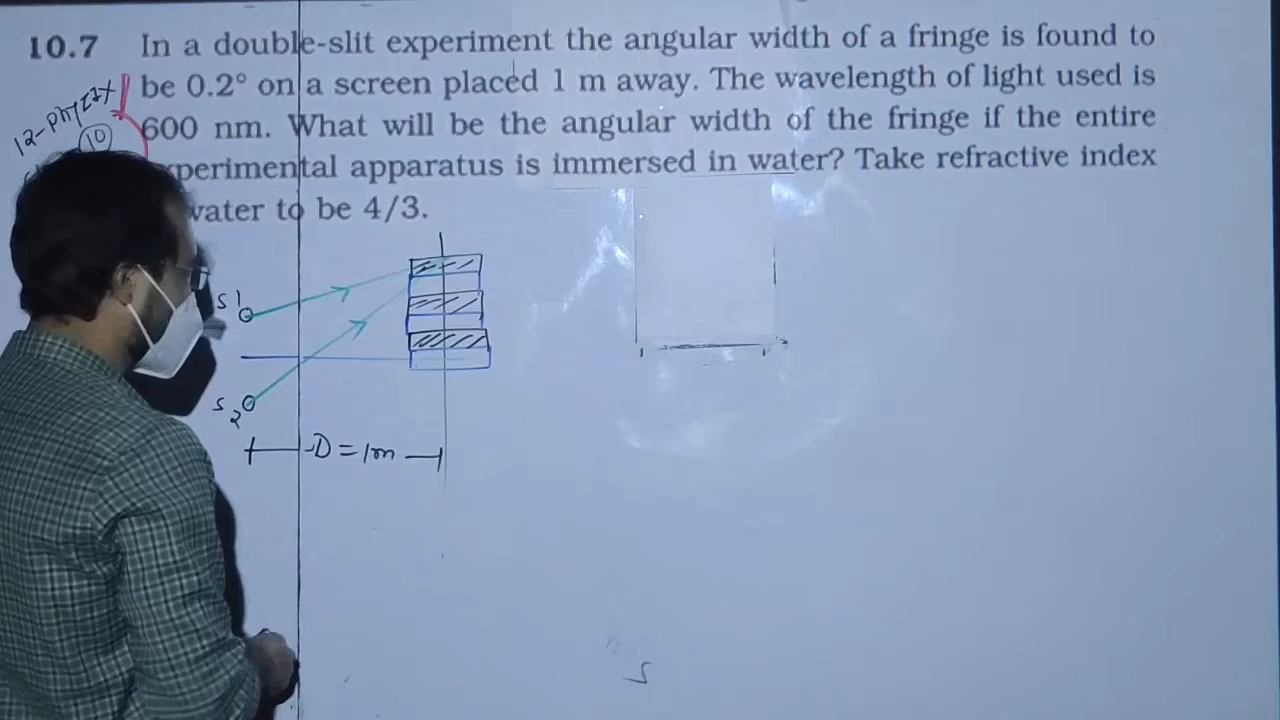 10.7 In a double-slit experiment the angular width of a fringe is found to
be 0.2° on a screen placed 1 m away. The wavelength of light used is
600 nm. What will be the angular width of the fringe if the entire
perimental apparatus is immersed in water? Take refractive index
water to be 4/3.
10
S1
S2
D = 1m